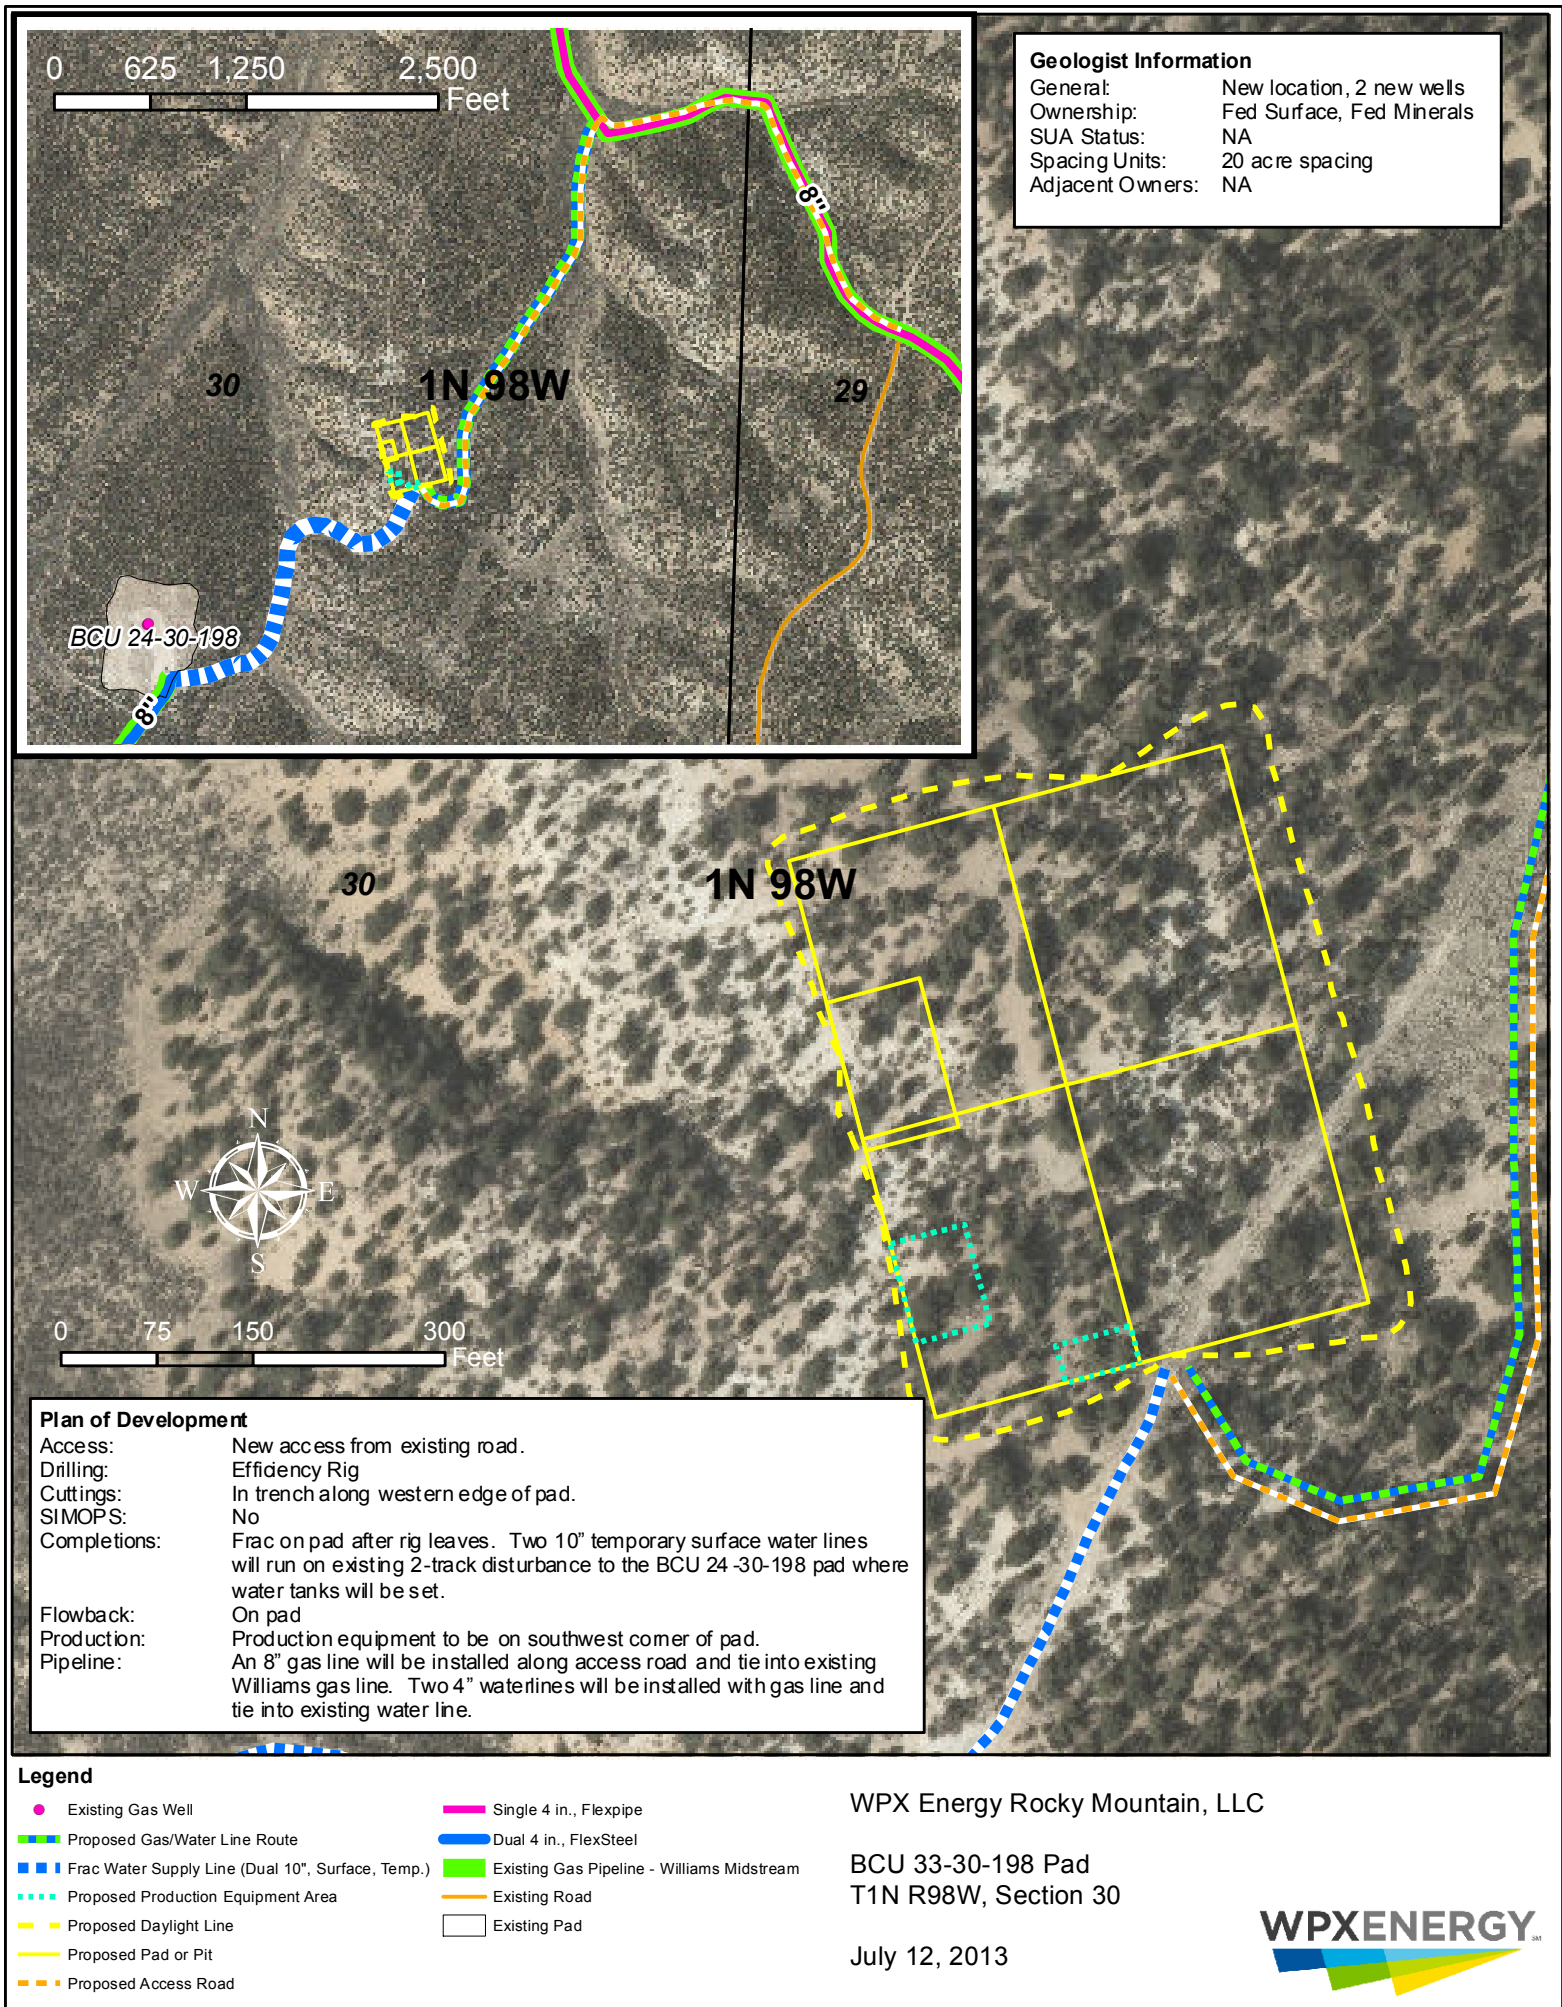 0 625 1,250 2,500
Feet
30
1N 98W
29
8"
BCU 24-30-198
8"
Geologist Information
General: New location, 2 new wells
Ownership: Fed Surface, Fed Minerals
SUA Status: NA
Spacing Units: 20 acre spacing
Adjacent Owners: NA
30
1N 98W
N
W E
S
0 75 150 300
Feet
Plan of Development
Access: New access from existing road.
Drilling: Efficiency Rig
Cuttings: In trench along western edge of pad.
SIMOPS: No
Completions: Frac on pad after rig leaves. Two 10” temporary surface water lines
will run on existing 2-track disturbance to the BCU 24-30-198 pad where
water tanks will be set.
Flowback: On pad
Production: Production equipment to be on southwest corner of pad.
Pipeline: An 8” gas line will be installed along access road and tie into existing
Williams gas line. Two 4” waterlines will be installed with gas line and
tie into existing water line.
Legend
Existing Gas Well
Proposed Gas/Water Line Route
Frac Water Supply Line (Dual 10", Surface, Temp.)
Proposed Production Equipment Area
Proposed Daylight Line
Proposed Pad or Pit
Proposed Access Road
Single 4 in., Flexpipe
Dual 4 in., FlexSteel
Existing Gas Pipeline - Williams Midstream
Existing Road
Existing Pad
WPX Energy Rocky Mountain, LLC
BCU 33-30-198 Pad
T1N R98W, Section 30
July 12, 2013
WPXENERGY
SM